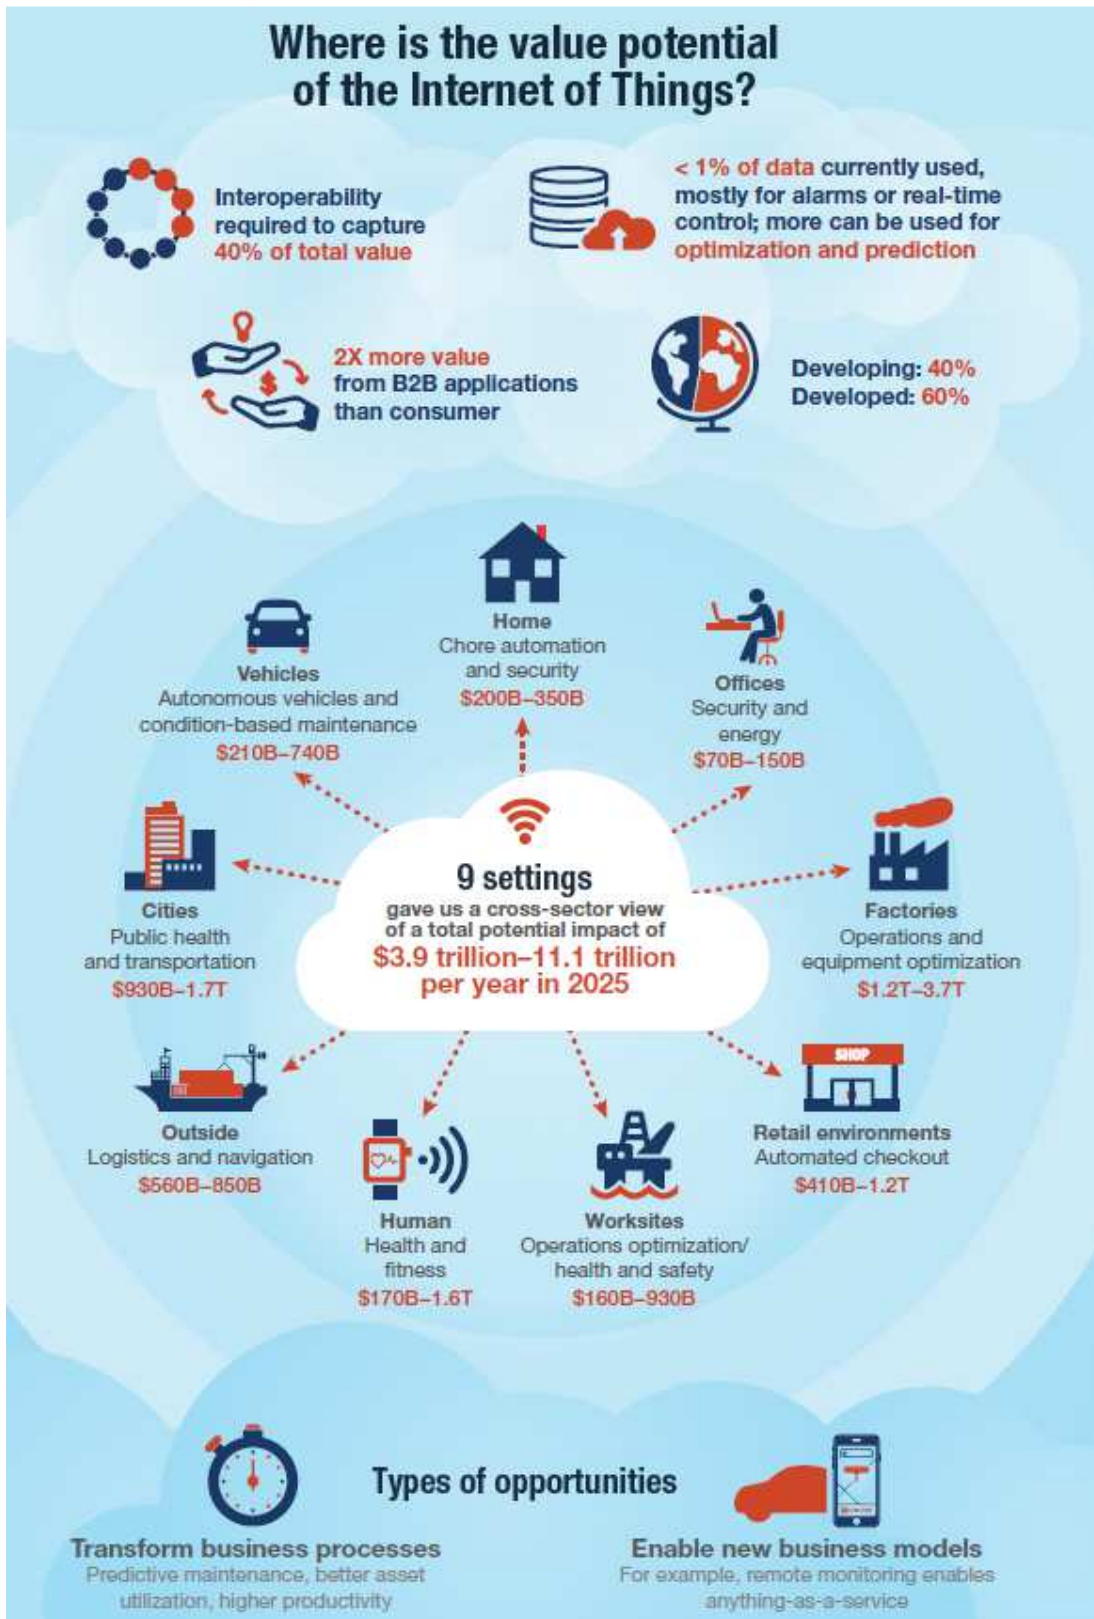 Where is the value potential
of the Internet of Things?
Interoperability
required to capture
40% of total value
< 1% of data currently used,
mostly for alarms or real-time
control; more can be used for
optimization and prediction
2X more value
from B2B applications
than consumer
Developing: 40%
Developed: 60%
Home
Chore automation
and security
$200B–350B
Vehicles
Autonomous vehicles and
condition-based maintenance
$210B–740B
Offices
Security and
energy
$70B–150B
9 settings
gave us a cross-sector view
of a total potential impact of
$3.9 trillion–11.1 trillion
per year in 2025
Cities
Public health
and transportation
$930B–1.7T
Factories
Operations and
equipment optimization
$1.2T–3.7T
Outside
Logistics and navigation
$560B–850B
SHOP
Retail environments
Automated checkout
$410B–1.2T
Human
Health and
fitness
$170B–1.6T
Worksites
Operations optimization/
health and safety
$160B–930B
Types of opportunities
Transform business processes
Predictive maintenance, better asset
utilization, higher productivity
Enable new business models
For example, remote monitoring enables
anything-as-a-service